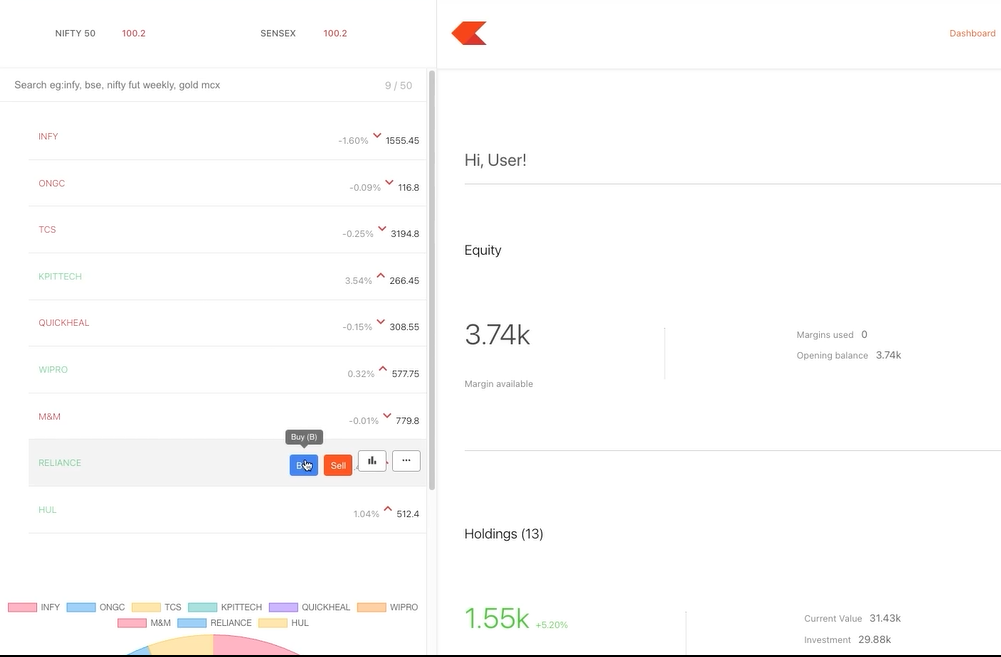 NIFTY 50 100.2 SENSEX 100.2
Dashboard
Search eg:infy, bse, nifty fut weekly, gold mcx 9 / 50
INFY -1.60% 1555.45
ONGC -0.09% 116.8
TCS -0.25% 3194.8
KPITTECH 3.54% 266.45
QUICKHEAL -0.15% 308.55
WIPRO 0.32% 577.75
M&M -0.01% 779.8
Buy (B)
RELIANCE Sell ...
HUL 1.04% 512.4
INFY ONGC TCS KPITTECH QUICKHEAL WIPRO
M&M RELIANCE HUL
Hi, User!
Equity
3.74k
Margin available
Margins used 0
Opening balance 3.74k
Holdings (13)
1.55k +5.20%
Current Value 31.43k
Investment 29.88k